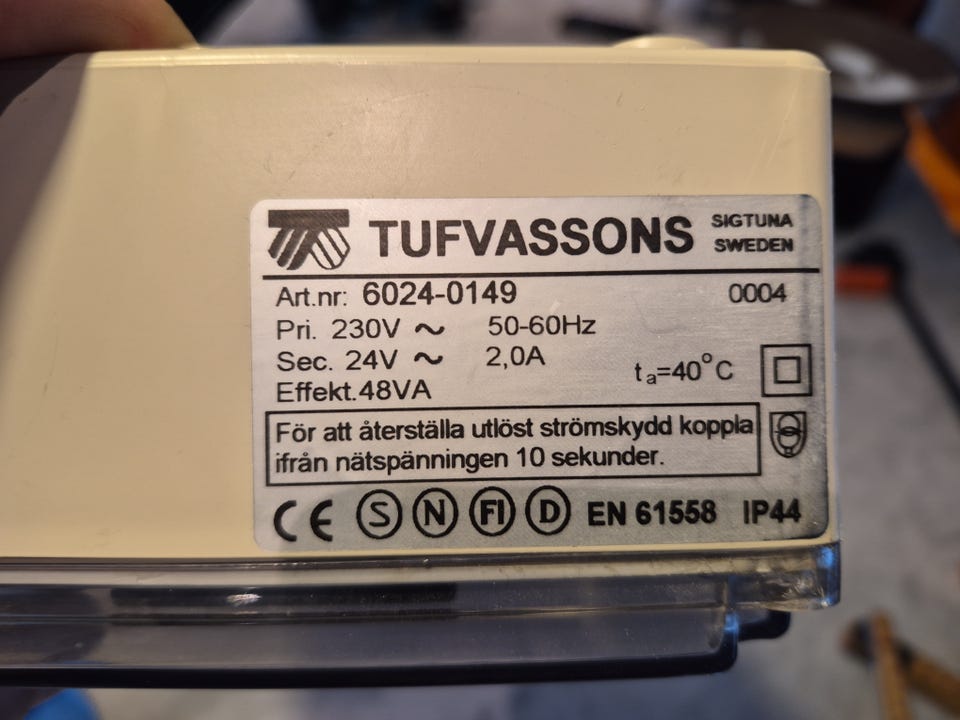 TUFVASSONS SIGTUNA
SWEDEN
Art.nr: 6024-0149 0004
Pri. 230V ~ 50-60Hz
Sec. 24V ~ 2,0A
ta=40°C
Effekt.48VA
För att återställa utlöst strömskydd koppla
ifrån nätspänningen 10 sekunder.
CE S N FI D EN 61558 IP44